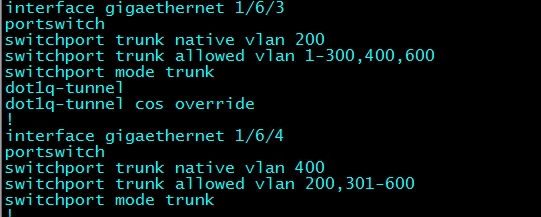 interface gigaethernet 1/6/3
portswitch
switchport trunk native vlan 200
switchport trunk allowed vlan 1-300,400,600
switchport mode trunk
dot1q-tunnel
dot1q-tunnel cos override
!
interface gigaethernet 1/6/4
portswitch
switchport trunk native vlan 400
switchport trunk allowed vlan 200,301-600
switchport mode trunk
!